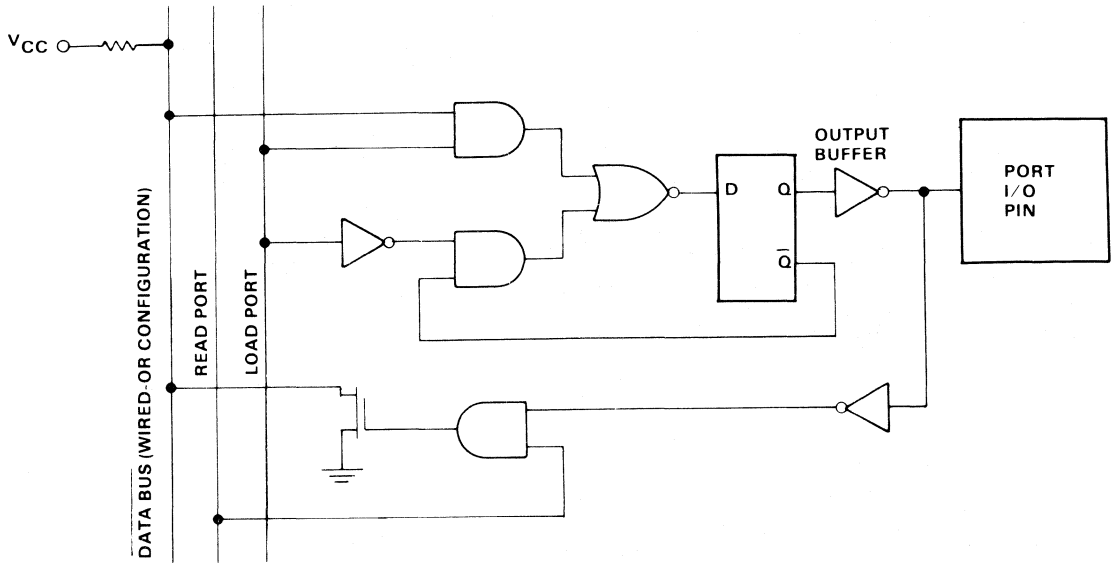 VCC
OUTPUT
BUFFER
D
Q
Q̅
PORT
I/O
PIN
DATA BUS (WIRED-OR CONFIGURATION)
READ PORT
LOAD PORT